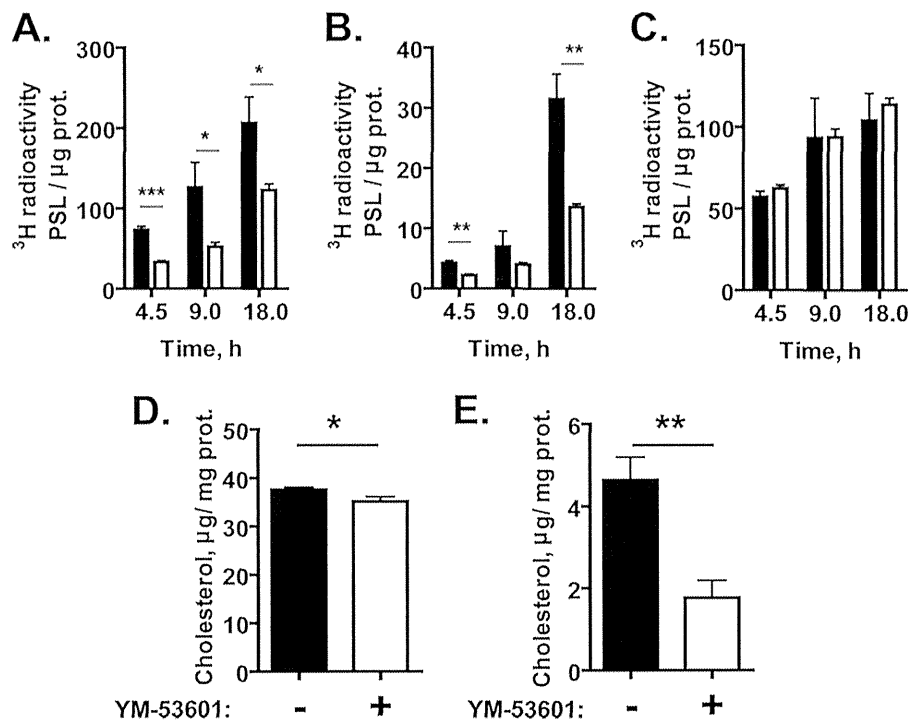 A.
³H radioactivity
PSL / µg prot.
300
200
100
0
***
*
*
4.5 9.0 18.0
Time, h
B.
³H radioactivity
PSL / µg prot.
40
30
20
10
0
**
**
4.5 9.0 18.0
Time, h
C.
³H radioactivity
PSL / µg prot.
150
100
50
0
4.5 9.0 18.0
Time, h
D.
Cholesterol, µg/ mg prot.
50
40
30
20
10
0
*
YM-53601: - +
E.
Cholesterol, µg/ mg prot.
6
4
2
0
**
YM-53601: - +